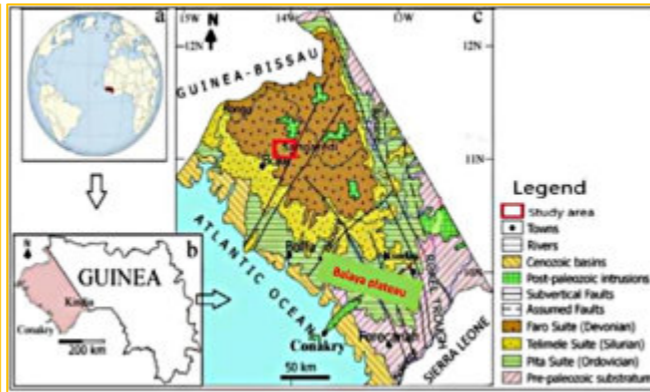 a
N
15W
14W
13W
c
12N
12N
GUINEA-BISSAU
11N
ATLANTIC OCEAN
Boffa
10N
Bolaya plateau
Conakry
50 km
SIERRA LEONE
N
b
GUINEA
Kindia
Conakry
200 km
Legend
Study area
Towns
Rivers
Cenozoic basins
Post-paleozoic intrusions
Subvertical Faults
Assumed Faults
Faro Suite (Devonian)
Telimele Suite (Silurian)
Pita Suite (Ordovician)
Pre-paleozoic substratum